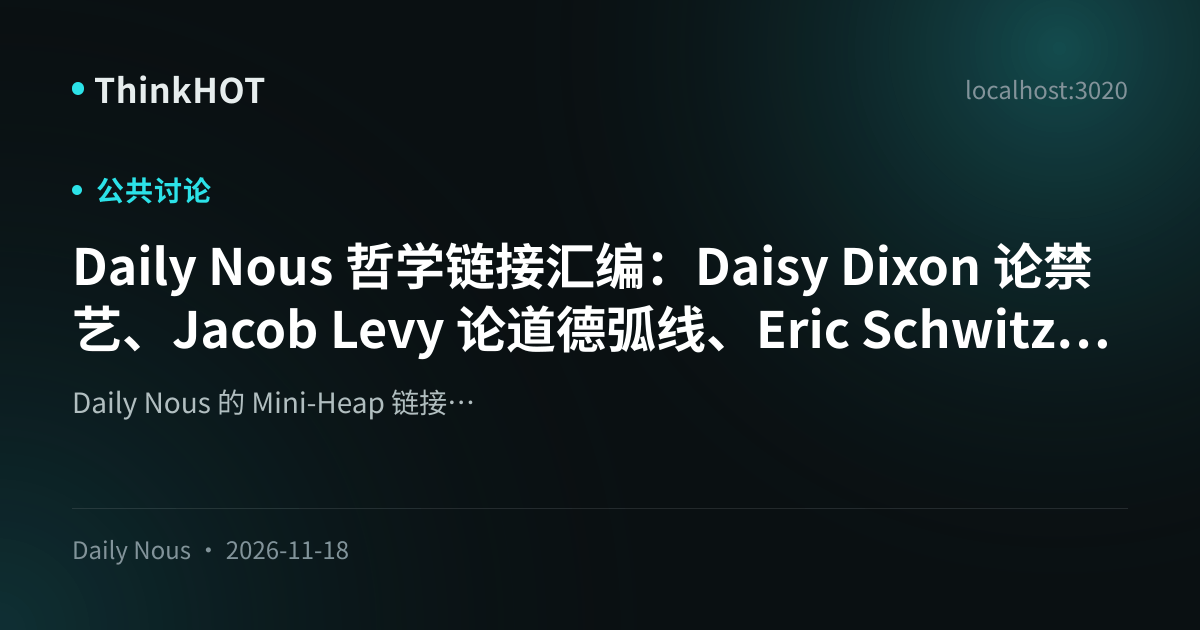 ThinkHOT
localhost:3020
公共讨论
Daily Nous 哲学链接汇编：Daisy Dixon 论禁
艺、Jacob Levy 论道德弧线、Eric Schwitz…
Daily Nous 的 Mini-Heap 链接…
Daily Nous • 2026-11-18